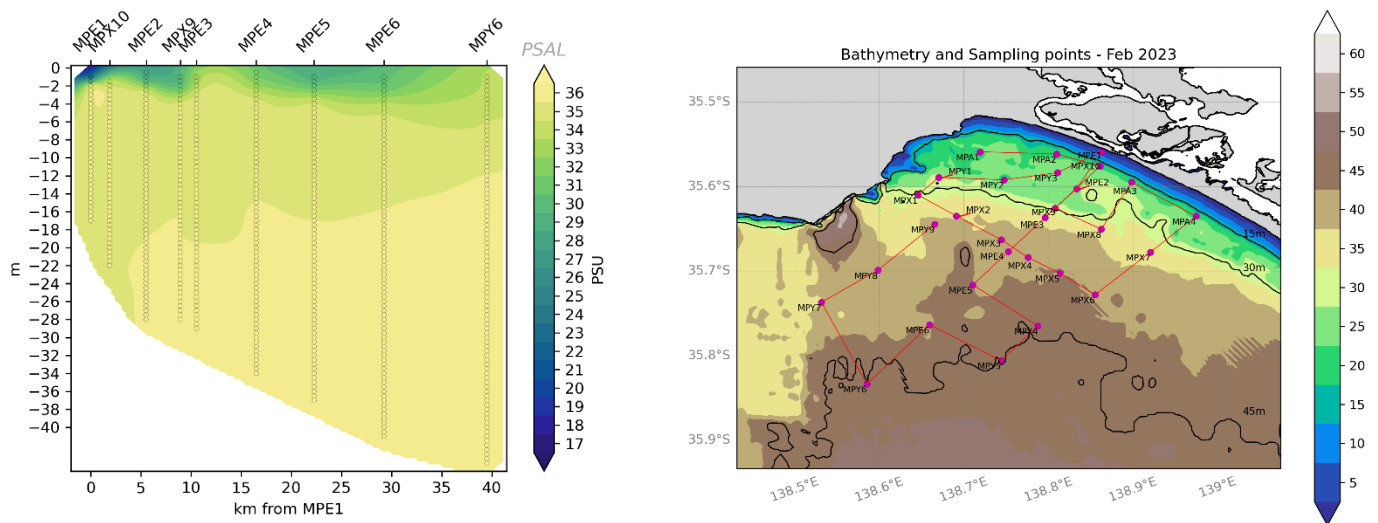 MPE1
MPX10
MPE2
MPX9
MPE3
MPE4
MPE5
MPE6
MPY6
PSAL
0
−2
−4
−6
−8
−10
−12
−14
−16
−18
−20
−22
−24
−26
−28
−30
−32
−34
−36
−38
−40
m
0 5 10 15 20 25 30 35 40
km from MPE1
36
35
34
33
32
31
30
29
28
27
26
25
24
23
22
21
20
19
18
17
PSU
Bathymetry and Sampling points - Feb 2023
35.5°S
35.6°S
35.7°S
35.8°S
35.9°S
138.5°E 138.6°E 138.7°E 138.8°E 138.9°E 139°E
MPA1
MPA2
MPE1
MPX10
MPY1
MPY2
MPY3
MPE2
MPA3
MPX1
MPX2
MPX9
MPE3
MPX8
MPA4
MPY9
MPX3
MPE4
MPX4
MPX7
15m
30m
MPY8
MPX5
MPE5
MPX6
MPY7
MPE6
MPY4
MPY5
MPY6
45m
60
55
50
45
40
35
30
25
20
15
10
5